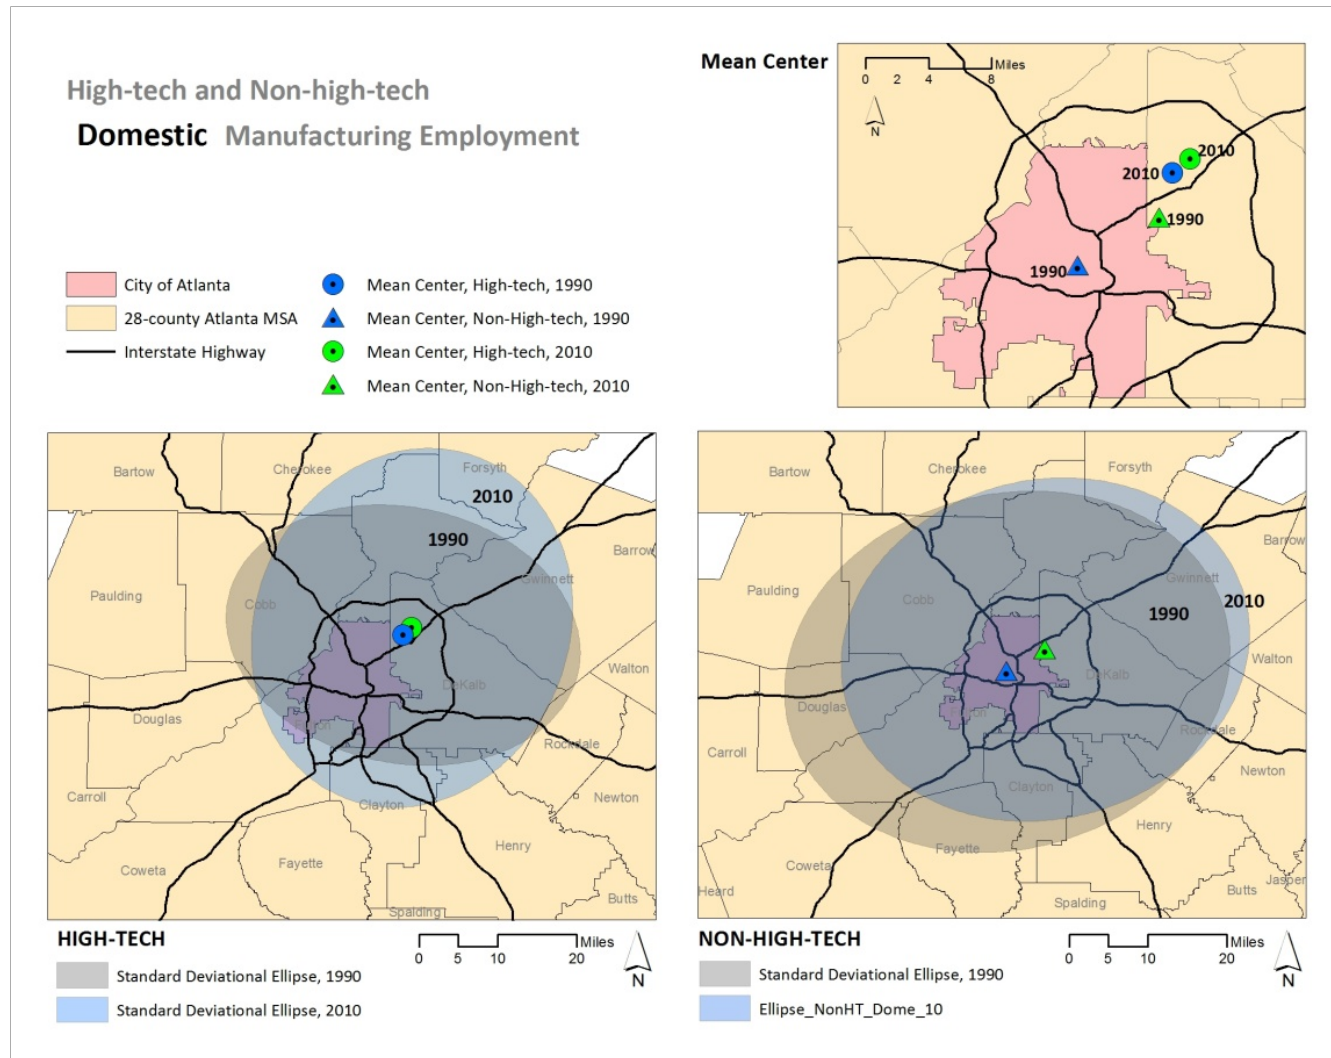 High-tech and Non-high-tech
Domestic Manufacturing Employment
City of Atlanta
28-county Atlanta MSA
Interstate Highway
Mean Center, High-tech, 1990
Mean Center, Non-High-tech, 1990
Mean Center, High-tech, 2010
Mean Center, Non-High-tech, 2010
Mean Center
Miles
0 2 4 8
N
2010
2010
1990
1990
Bartow
Cherokee
Forsyth
2010
1990
Barrow
Gwinnett
Paulding
Cobb
Walton
DeKalb
Douglas
Fulton
Rockdale
Carroll
Newton
Clayton
Henry
Coweta
Fayette
Butts
Spalding
HIGH-TECH
Standard Deviational Ellipse, 1990
Standard Deviational Ellipse, 2010
Miles
0 5 10 20
N
Bartow
Cherokee
Forsyth
Barrow
Gwinnett
Paulding
Cobb
1990
2010
Walton
DeKalb
Douglas
Fulton
Rockdale
Carroll
Newton
Clayton
Henry
Fayette
Coweta
Heard
Jasper
Butts
Spalding
NON-HIGH-TECH
Standard Deviational Ellipse, 1990
Ellipse_NonHT_Dome_10
Miles
0 5 10 20
N